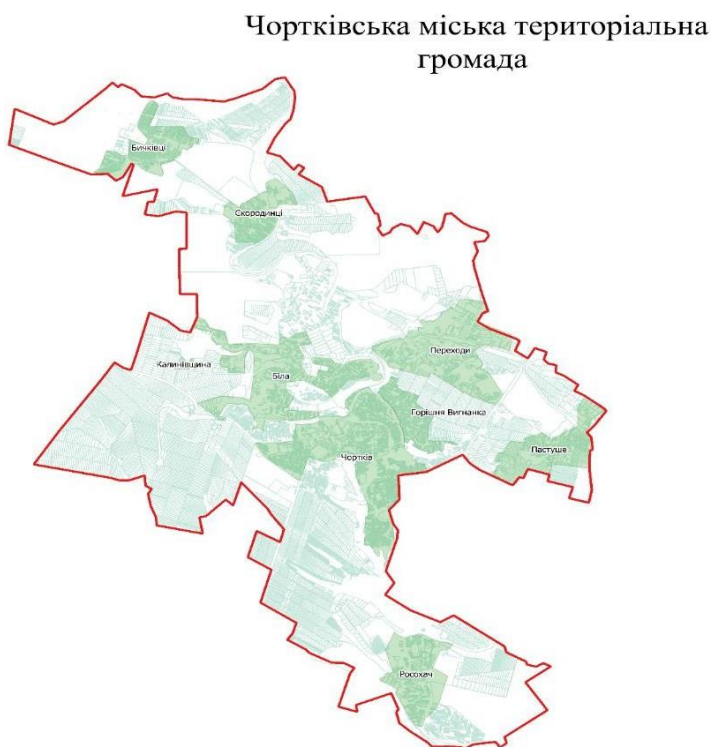 Чортківська міська територіальна
громада
Бичківці
Скородинці
Переходи
Калинівщина
Біла
Горішня Вигнанка
Пастуше
Чортків
Росохач